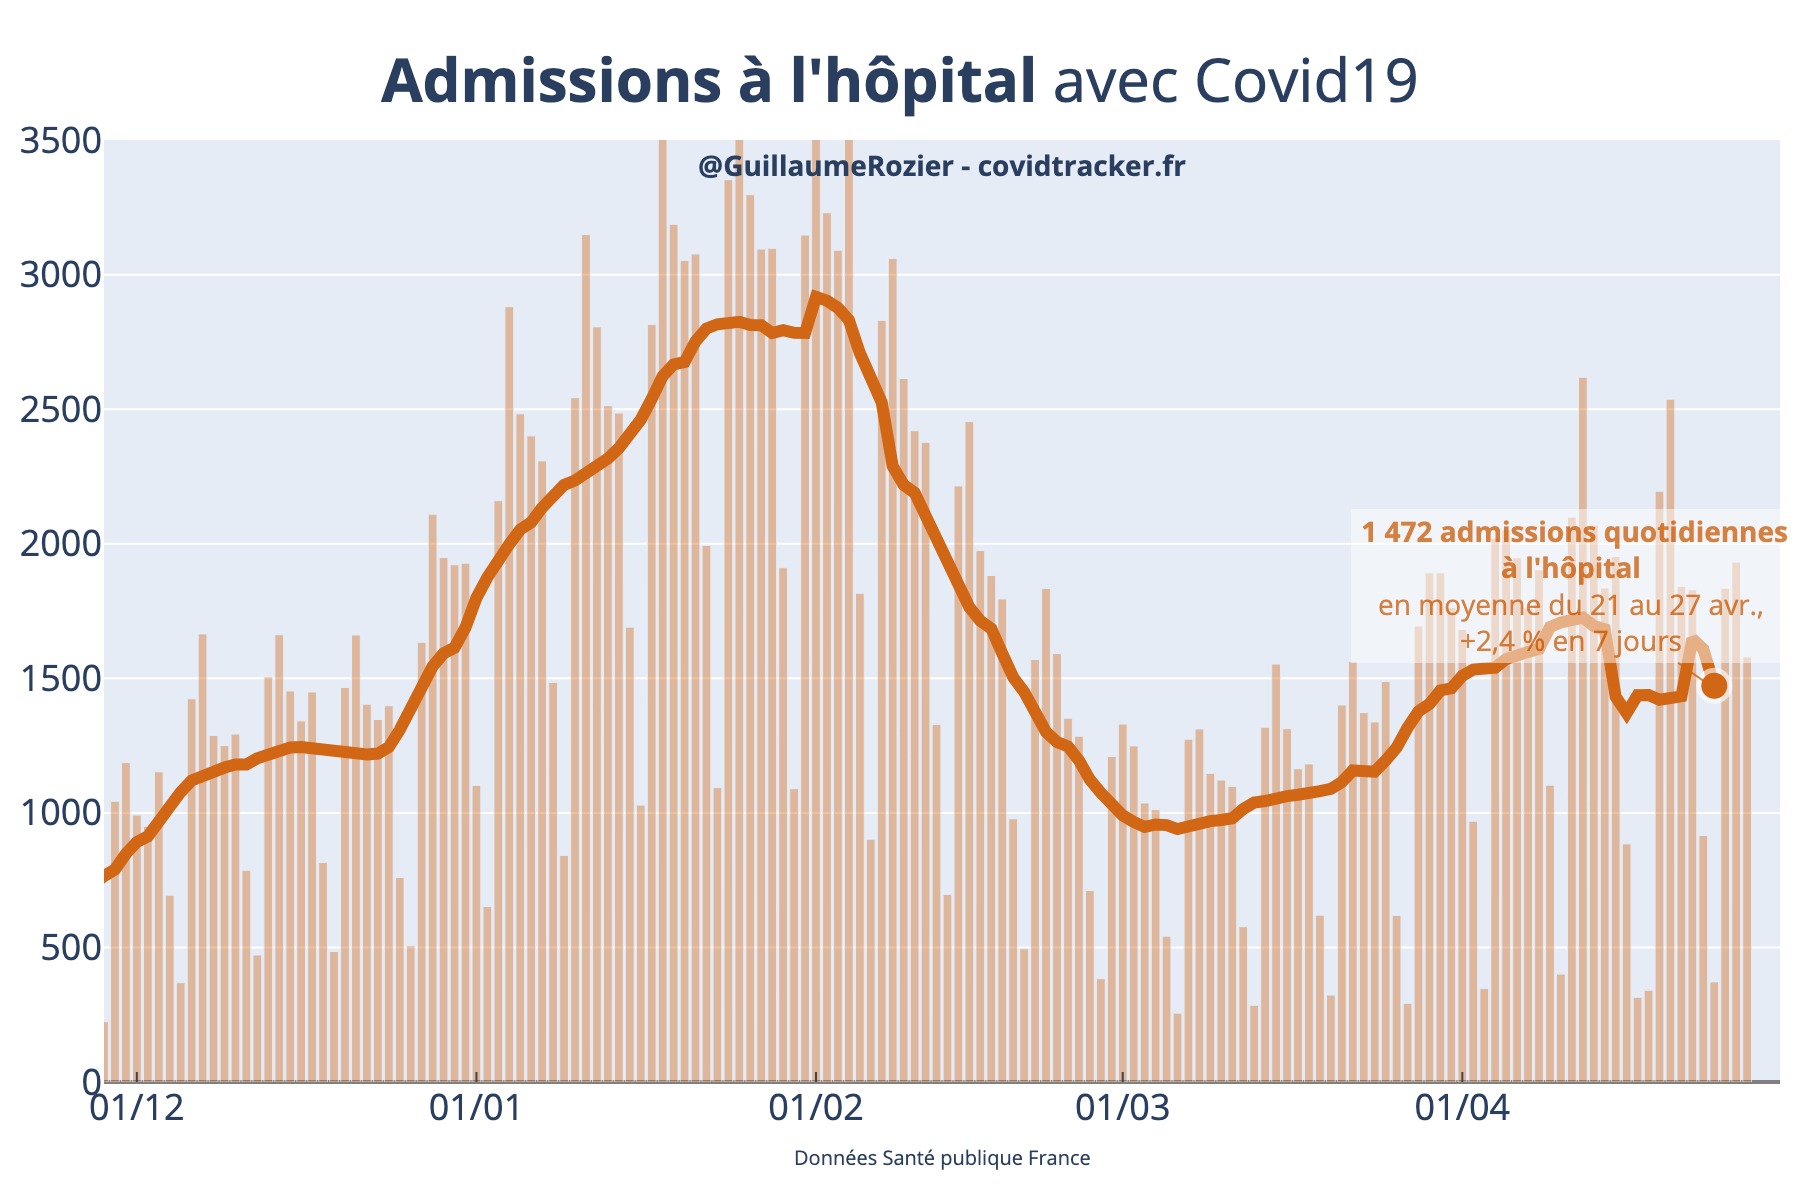 Admissions à l'hôpital avec Covid19
3500
@GuillaumeRozier - covidtracker.fr
3000
2500
2000
1 472 admissions quotidiennes
à l'hôpital
en moyenne du 21 au 27 avr.,
+2,4 % en 7 jours
1500
1000
500
0
01/12
01/01
01/02
01/03
01/04
Données Santé publique France